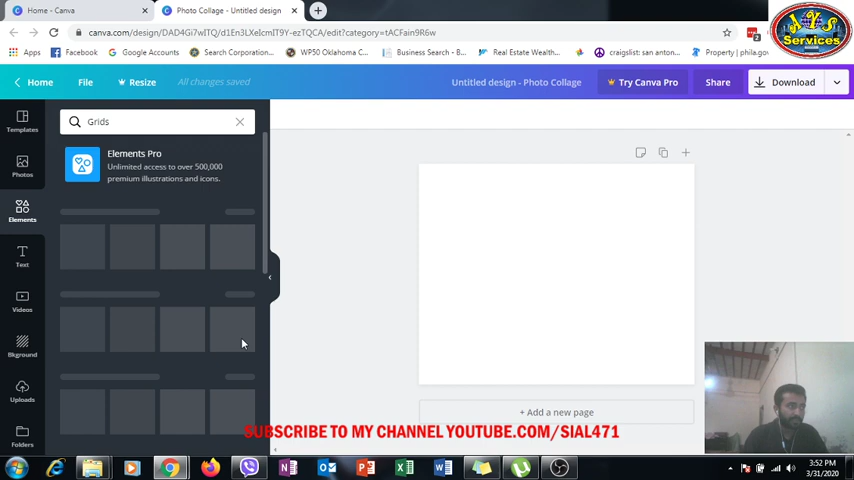 Home - Canva
Photo Collage - Untitled design -
canva.com/design/DAD4Gi7wITQ/d1En3LXeIcmIT9Y-ezTQCA/edit?category=tACFain9R6w
Apps
Facebook
Google Accounts
Search Corporation...
WP50 Oklahoma C...
Business Search - B...
Real Estate Wealth...
craigslist: san anton...
Property | phila.gov
JYS
Services
Home
File
Resize
All changes saved
Untitled design - Photo Collage
Try Canva Pro
Share
Download
Templates
Photos
Elements
Text
Videos
Bkground
Uploads
Folders
Grids
Elements Pro
Unlimited access to over 500,000
premium illustrations and icons.
+ Add a new page
SUBSCRIBE TO MY CHANNEL YOUTUBE.COM/SIAL471
3:52 PM
3/31/2020